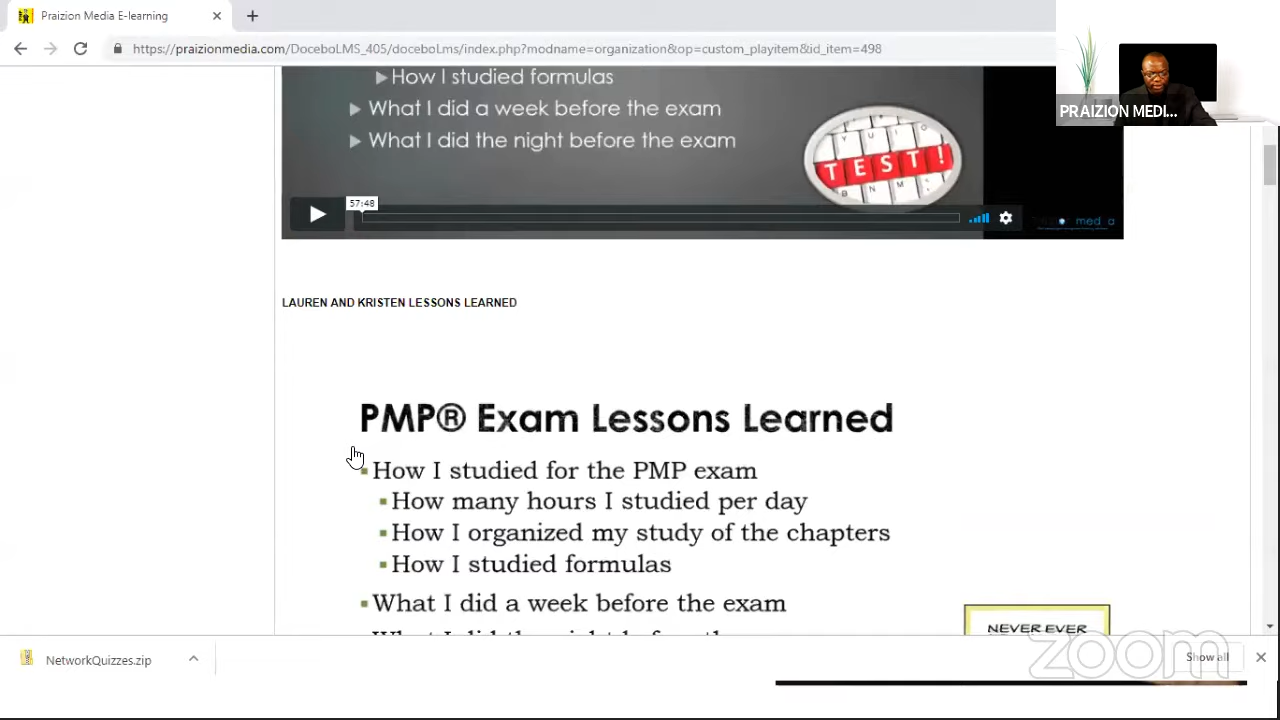 Praizion Media E-learning
https://praizionmedia.com/DoceboLMS_405/doceboLms/index.php?modname=organization&op=custom_playitem&id_item=498
PRAIZION MEDI...
How I studied formulas
What I did a week before the exam
What I did the night before the exam
TEST!
57:48
LAUREN AND KRISTEN LESSONS LEARNED
PMP® Exam Lessons Learned
How I studied for the PMP exam
How many hours I studied per day
How I organized my study of the chapters
How I studied formulas
What I did a week before the exam
NEVER EVER
NetworkQuizzes.zip
Show all
zoom